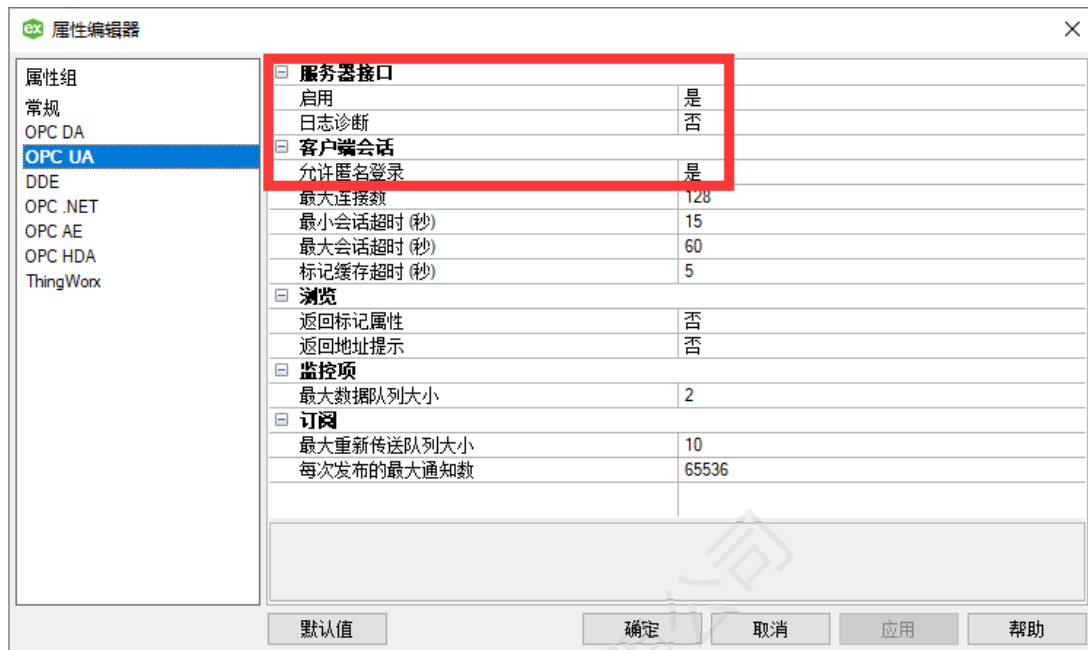 ex 属性编辑器
属性组
常规
OPC DA
OPC UA
DDE
OPC .NET
OPC AE
OPC HDA
ThingWorx
服务器接口
启用 是
日志诊断 否
客户端会话
允许匿名登录 是
最大连接数 128
最小会话超时(秒) 15
最大会话超时(秒) 60
标记缓存超时(秒) 5
浏览
返回标记属性 否
返回地址提示 否
监控项
最大数据队列大小 2
订阅
最大重新传送队列大小 10
每次发布的最大通知数 65536
公司
默认值 确定 取消 应用 帮助